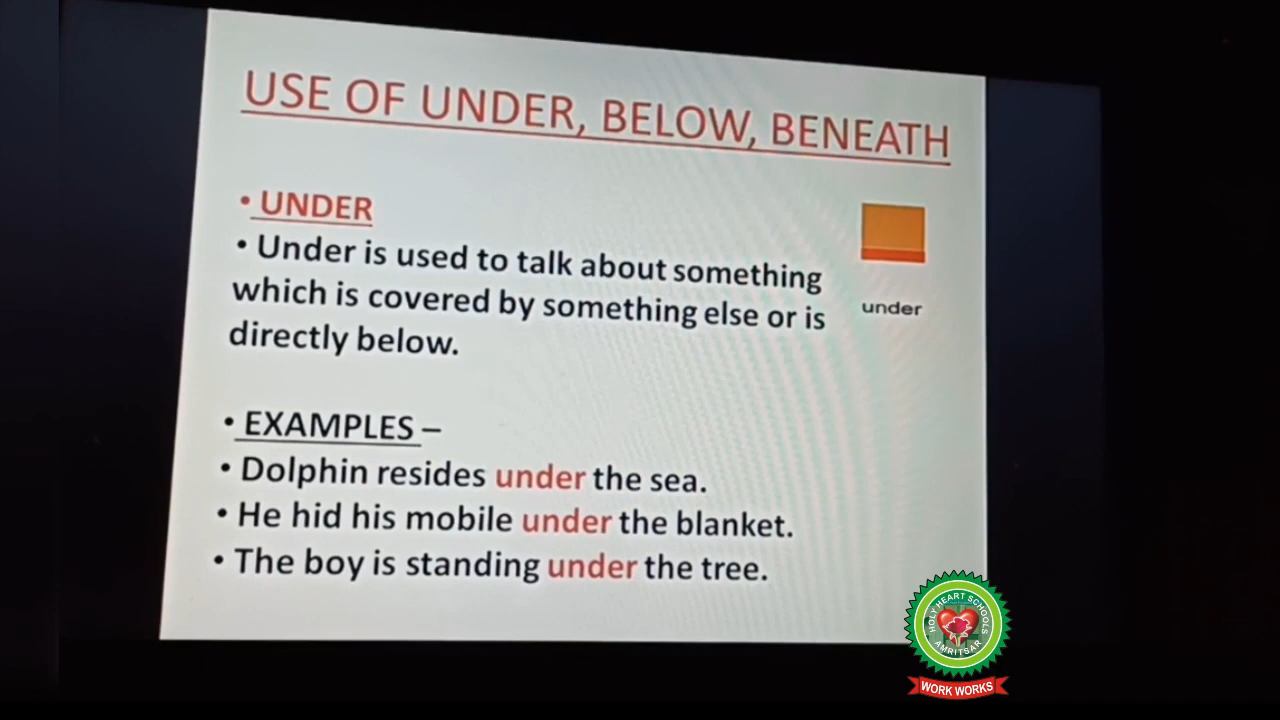 USE OF UNDER, BELOW, BENEATH
• UNDER
• Under is used to talk about something
which is covered by something else or is
directly below.
under
• EXAMPLES –
• Dolphin resides under the sea.
• He hid his mobile under the blanket.
• The boy is standing under the tree.
HOLY HEART SCHOOLS
AMRITSAR
WORK WORKS